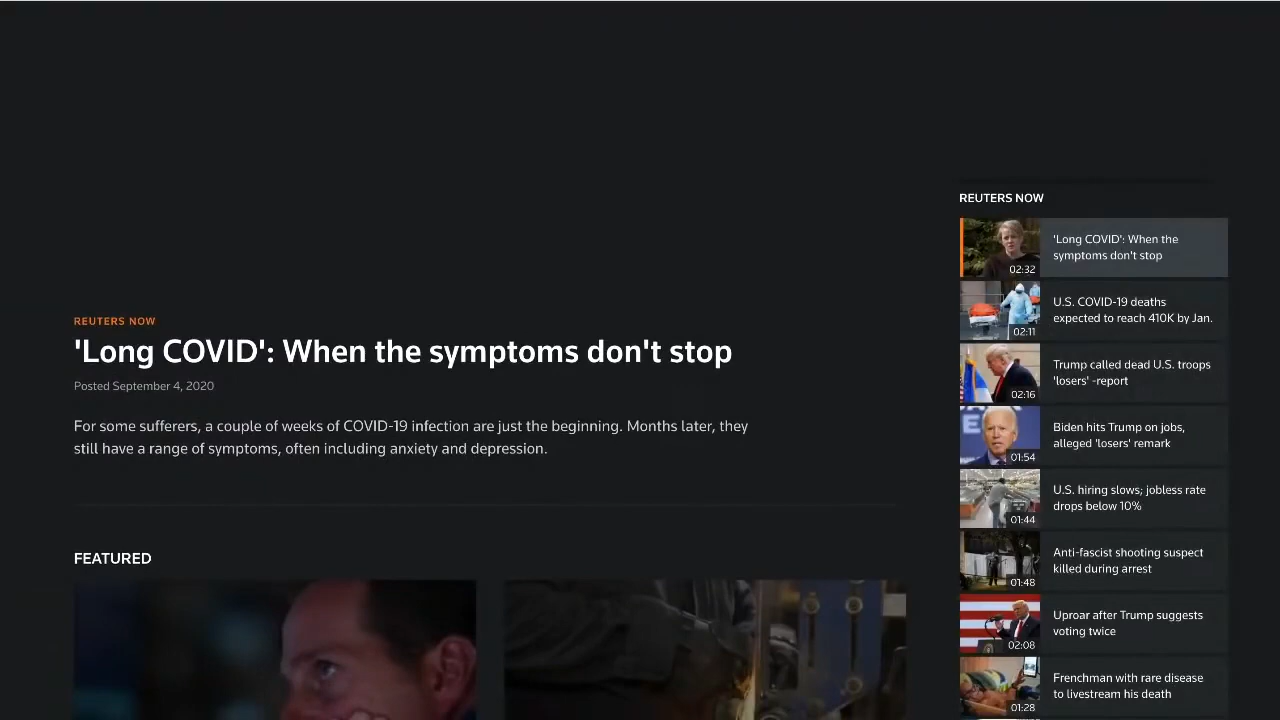 REUTERS NOW
'Long COVID': When the symptoms don't stop
Posted September 4, 2020
For some sufferers, a couple of weeks of COVID-19 infection are just the beginning. Months later, they
still have a range of symptoms, often including anxiety and depression.
FEATURED
REUTERS NOW
02:32
'Long COVID': When the
symptoms don't stop
02:11
U.S. COVID-19 deaths
expected to reach 410K by Jan.
02:16
Trump called dead U.S. troops
'losers' -report
01:54
Biden hits Trump on jobs,
alleged 'losers' remark
01:44
U.S. hiring slows; jobless rate
drops below 10%
01:48
Anti-fascist shooting suspect
killed during arrest
02:08
Uproar after Trump suggests
voting twice
01:28
Frenchman with rare disease
to livestream his death